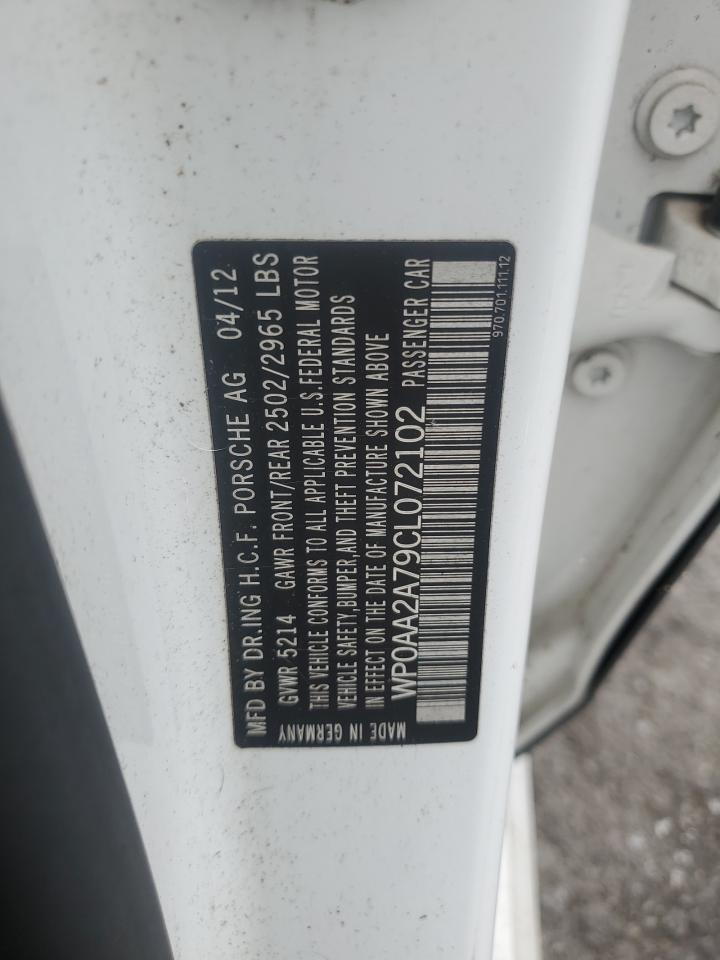 MFD BY DR.ING H.C.F. PORSCHE AG 04/12
GVWR 5214 GAWR FRONT/REAR 2502/2965 LBS
THIS VEHICLE CONFORMS TO ALL APPLICABLE U.S.FEDERAL MOTOR
VEHICLE SAFETY,BUMPER,AND THEFT PREVENTION STANDARDS
IN EFFECT ON THE DATE OF MANUFACTURE SHOWN ABOVE
MADE IN GERMANY WP0AA2A79CL072102 PASSENGER CAR
970.701.111.12